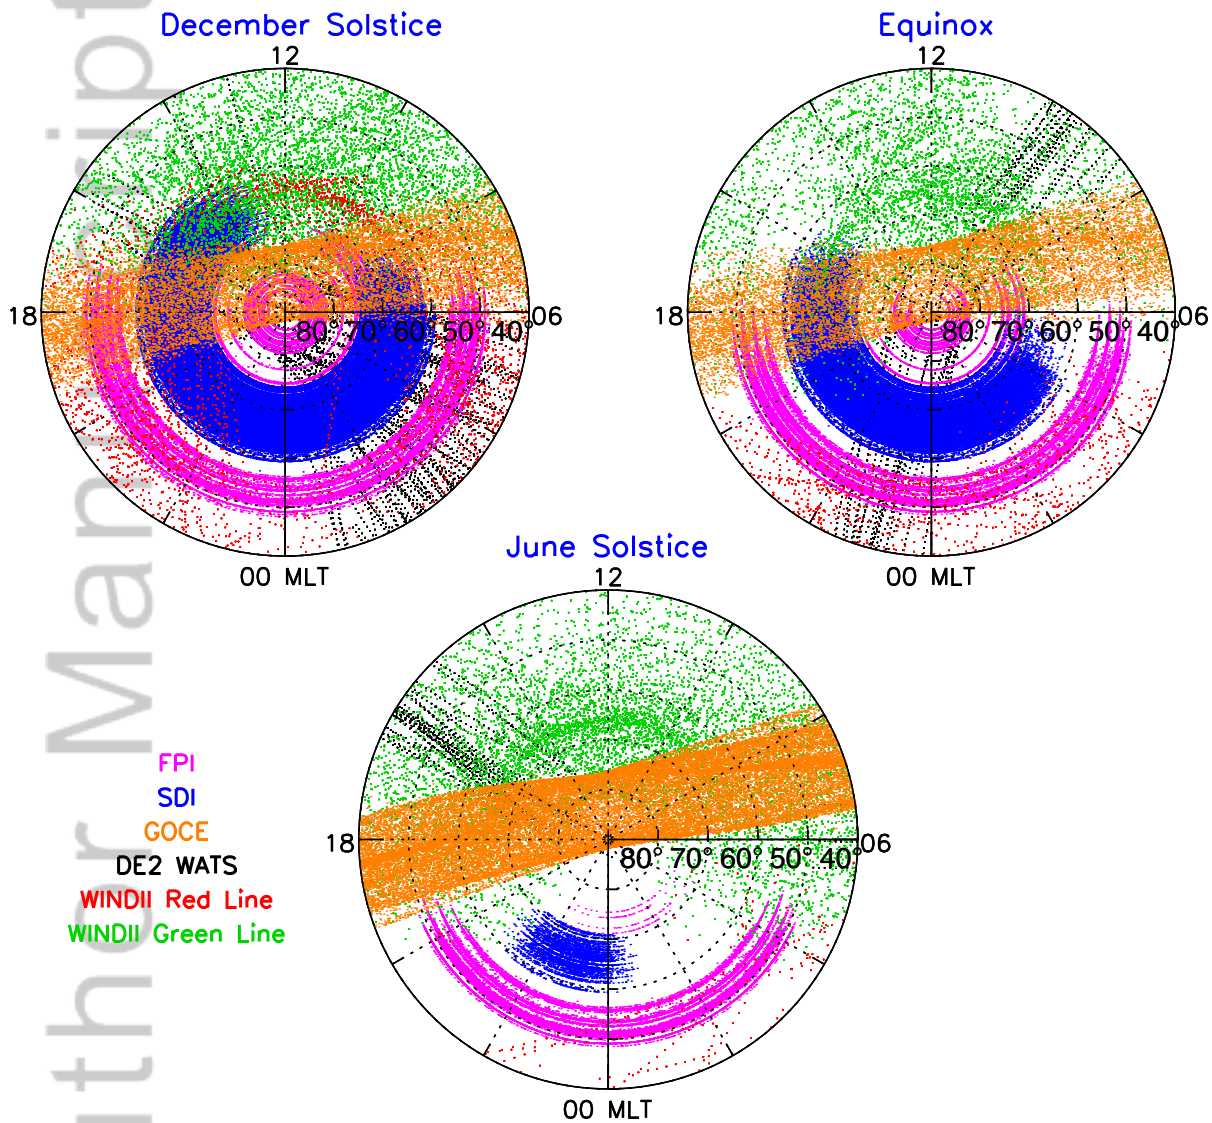 December Solstice
Equinox
12
12
18
80° 70° 60° 50° 40°
06
18
80° 70° 60° 50° 40°
06
00 MLT
00 MLT
June Solstice
12
18
80° 70° 60° 50° 40°
06
00 MLT
FPI
SDI
GOCE
DE2 WATS
WINDII Red Line
WINDII Green Line
uthor Manuscript